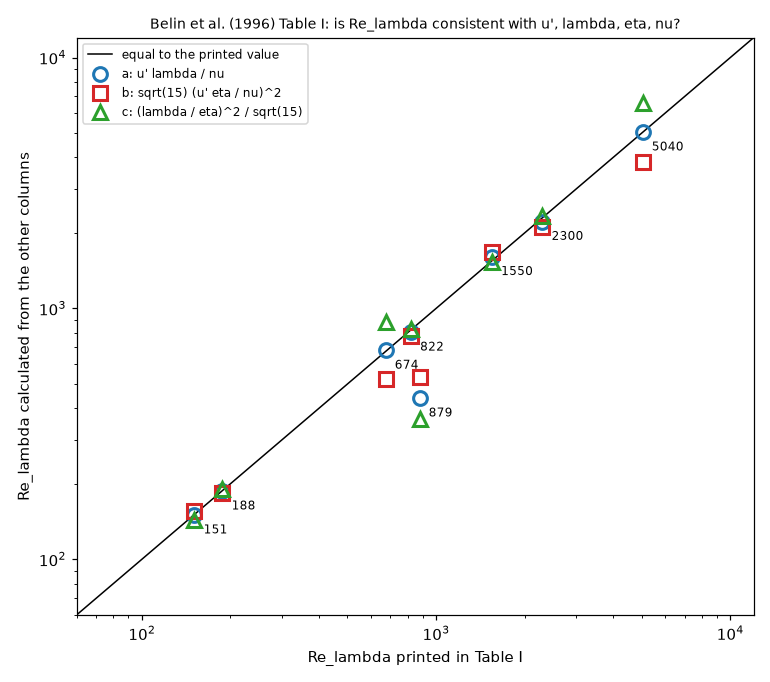 Belin et al. (1996) Table I: is Re_lambda consistent with u', lambda, eta, nu?
equal to the printed value
a: u' lambda / nu
b: sqrt(15) (u' eta / nu)^2
c: (lambda / eta)^2 / sqrt(15)
10^4
10^3
10^2
Re_lambda calculated from the other columns
5040
2300
1550
822
674
879
188
151
10^2
10^3
10^4
Re_lambda printed in Table I